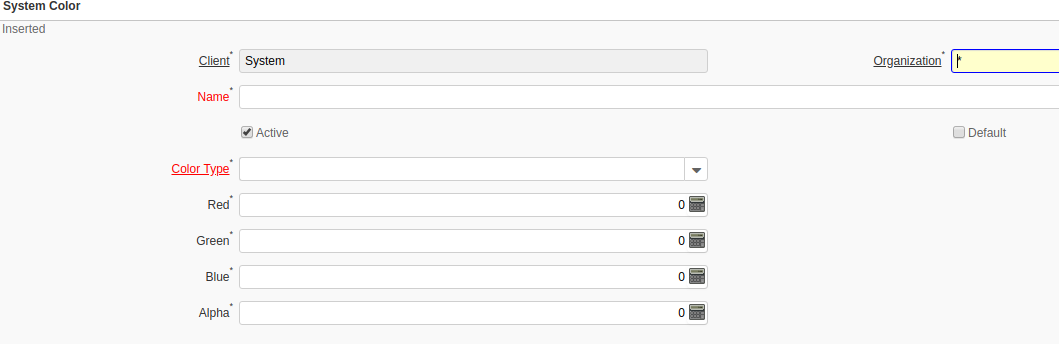 System Color
Inserted
Client* System Organization* *
Name*
Active Default
Color Type*
Red* 0
Green* 0
Blue* 0
Alpha* 0